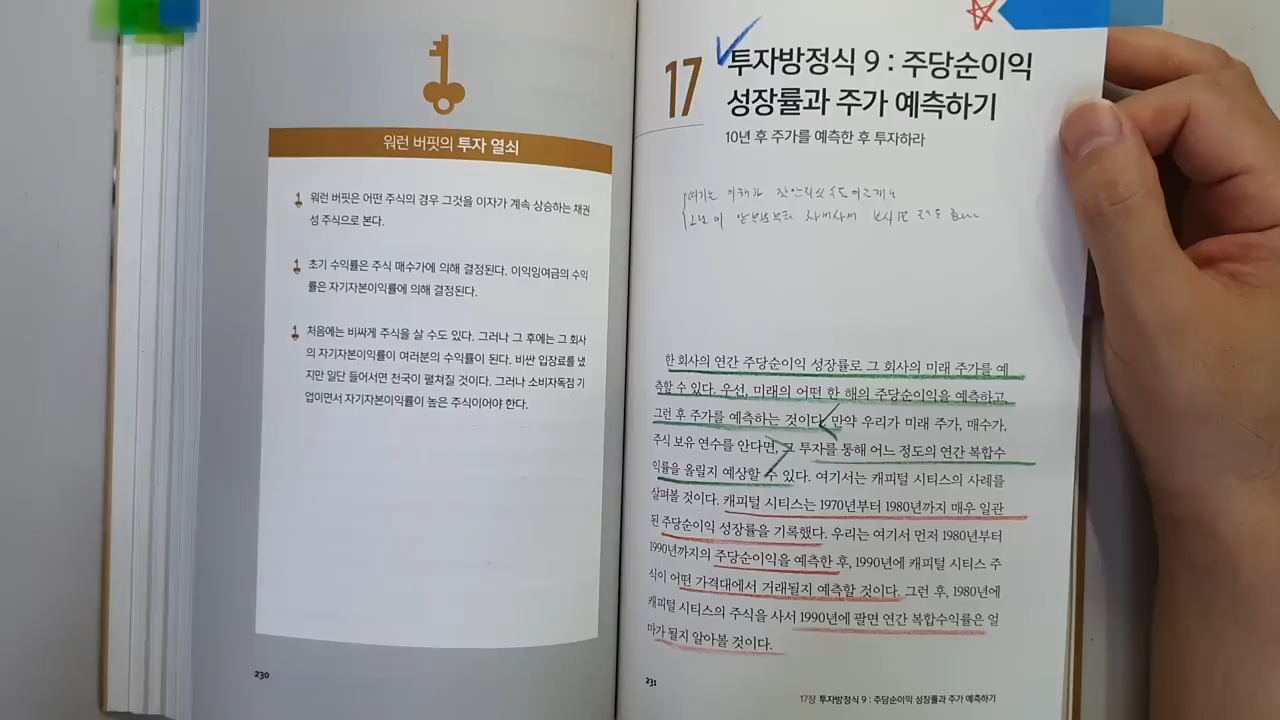 워런 버핏의 투자 열쇠
워런 버핏은 어떤 주식의 경우 그것을 이자가 계속 상승하는 채권
성 주식으로 본다.
초기 수익률은 주식 매수가에 의해 결정된다. 이익잉여금의 수익
률은 자기자본이익률에 의해 결정된다.
처음에는 비싸게 주식을 살 수도 있다. 그러나 그 후에는 그 회사
의 자기자본이익률이 여러분의 수익률이 된다. 비싼 입장료를 냈
지만 일단 들어서면 천국이 펼쳐질 것이다. 그러나 소비자독점 기
업이면서 자기자본이익률이 높은 주식이어야 한다.
230
17
투자방정식 9 : 주당순이익
성장률과 주가 예측하기
10년 후 주가를 예측한 후 투자하라
여기는 이해가
한 회사의 연간 주당순이익 성장률로 그 회사의 미래 주가를 예
측할 수 있다. 우선, 미래의 어떤 한 해의 주당순이익을 예측하고,
그런 후 주가를 예측하는 것이다. 만약 우리가 미래 주가, 매수가,
주식 보유 연수를 안다면, 그 투자를 통해 어느 정도의 연간 복합수
익률을 올릴지 예상할 수 있다. 여기서는 캐피털 시티스의 사례를
살펴볼 것이다. 캐피털 시티스는 1970년부터 1980년까지 매우 일관
된 주당순이익 성장률을 기록했다. 우리는 여기서 먼저 1980년부터
1990년까지의 주당순이익을 예측한 후, 1990년에 캐피털 시티스 주
식이 어떤 가격대에서 거래될지 예측할 것이다. 그런 후, 1980년에
캐피털 시티스의 주식을 사서 1990년에 팔면 연간 복합수익률은 얼
마가 될지 알아볼 것이다.
231
17장 투자방정식 9 : 주당순이익 성장률과 주가 예측하기